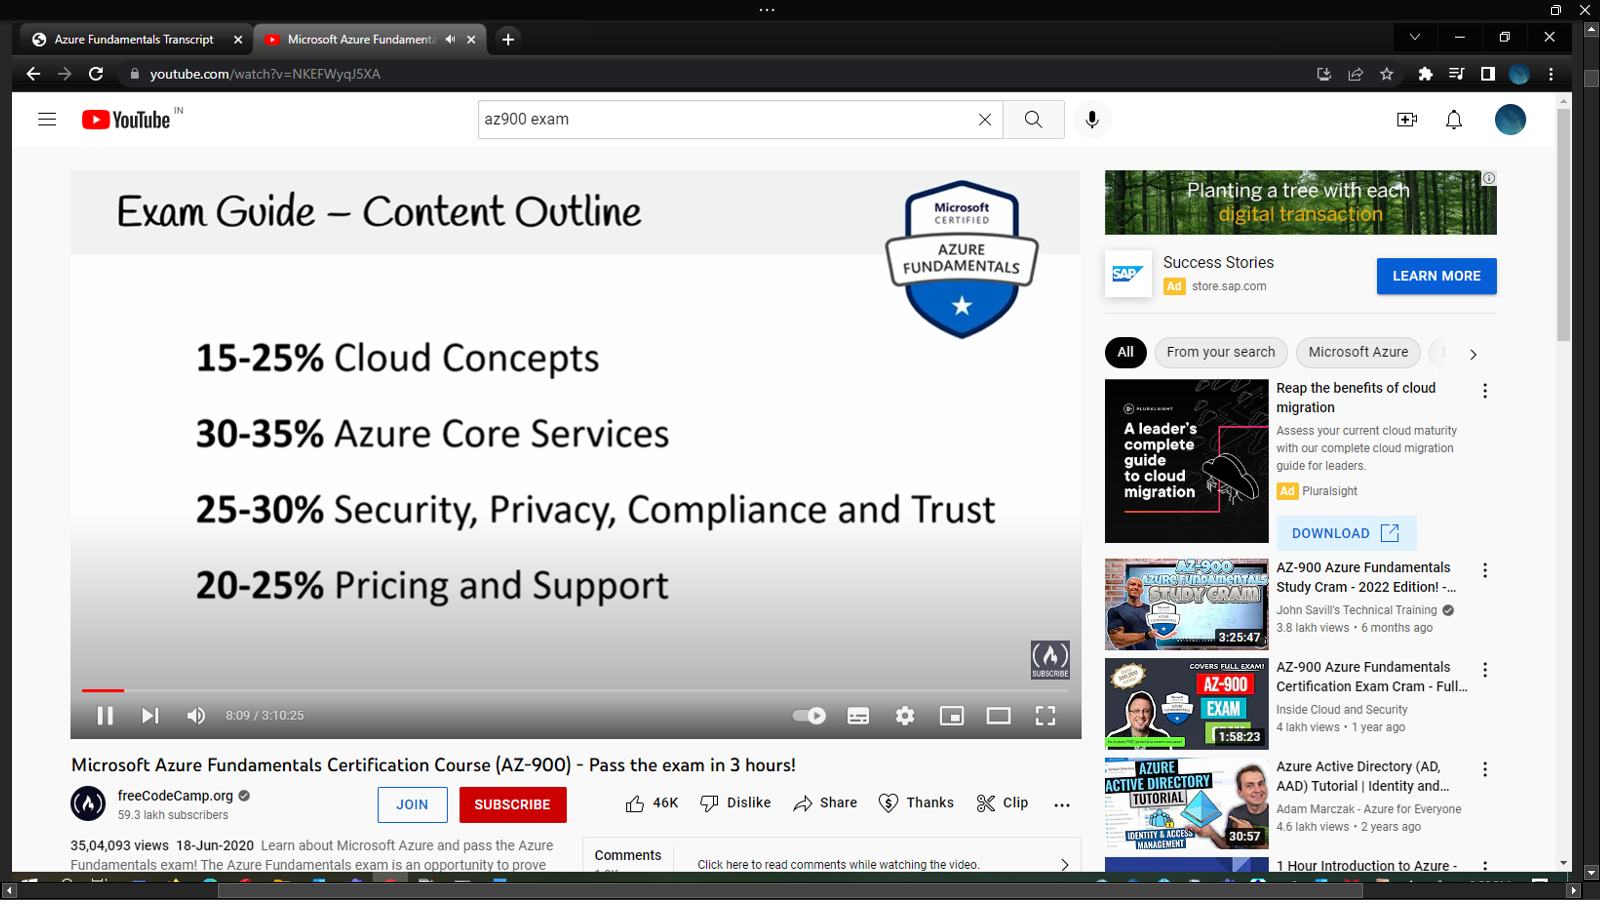 Azure Fundamentals Transcript
Microsoft Azure Fundamenta
youtube.com/watch?v=NKEFWyqJ5XA
YouTube IN
az900 exam
Exam Guide – Content Outline
Microsoft
CERTIFIED
AZURE
FUNDAMENTALS
15-25% Cloud Concepts
30-35% Azure Core Services
25-30% Security, Privacy, Compliance and Trust
20-25% Pricing and Support
SUBSCRIBE
8:09 / 3:10:25
Microsoft Azure Fundamentals Certification Course (AZ-900) - Pass the exam in 3 hours!
freeCodeCamp.org
59.3 lakh subscribers
JOIN
SUBSCRIBE
46K
Dislike
Share
Thanks
Clip
35,04,093 views 18-Jun-2020 Learn about Microsoft Azure and pass the Azure
Fundamentals exam! The Azure Fundamentals exam is an opportunity to prove
Comments
Click here to read comments while watching the video.
Planting a tree with each
digital transaction
SAP
Success Stories
Ad store.sap.com
LEARN MORE
All
From your search
Microsoft Azure
PLURALSIGHT
A leader's
complete
guide
to cloud
migration
Reap the benefits of cloud
migration
Assess your current cloud maturity
with our complete cloud migration
guide for leaders.
Ad Pluralsight
DOWNLOAD
AZ-900
AZURE FUNDAMENTALS
STUDY CRAM
3:25:47
AZ-900 Azure Fundamentals
Study Cram - 2022 Edition! -...
John Savill's Technical Training
3.8 lakh views • 6 months ago
COVERS FULL EXAM!
AZ-900
EXAM
1:58:23
AZ-900 Azure Fundamentals
Certification Exam Cram - Full...
Inside Cloud and Security
4 lakh views • 1 year ago
AZURE
ACTIVE DIRECTORY
TUTORIAL
IDENTITY & ACCESS
MANAGEMENT
30:57
Azure Active Directory (AD,
AAD) Tutorial | Identity and...
Adam Marczak - Azure for Everyone
4.6 lakh views • 2 years ago
1 Hour Introduction to Azure -